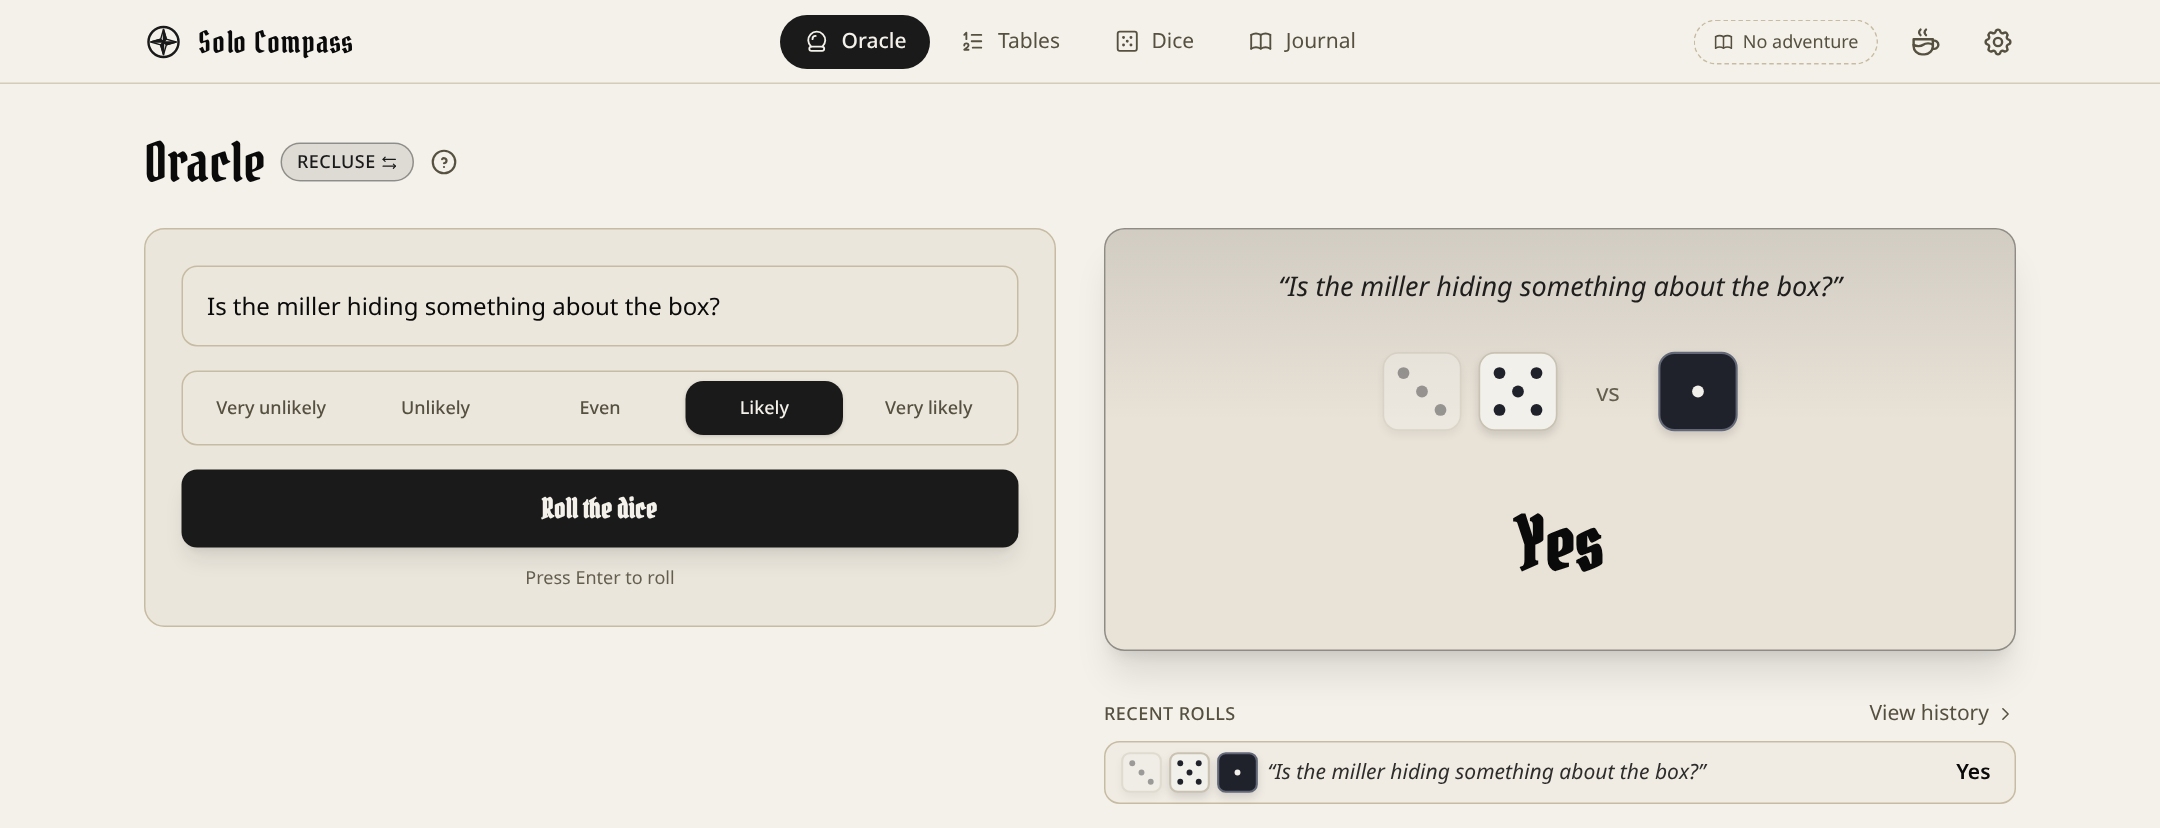 Solo Compass
Oracle
Tables
Dice
Journal
No adventure
Oracle
RECLUSE
Is the miller hiding something about the box?
Very unlikely
Unlikely
Even
Likely
Very likely
Roll the dice
Press Enter to roll
“Is the miller hiding something about the box?”
vs
Yes
RECENT ROLLS
View history
“Is the miller hiding something about the box?”
Yes